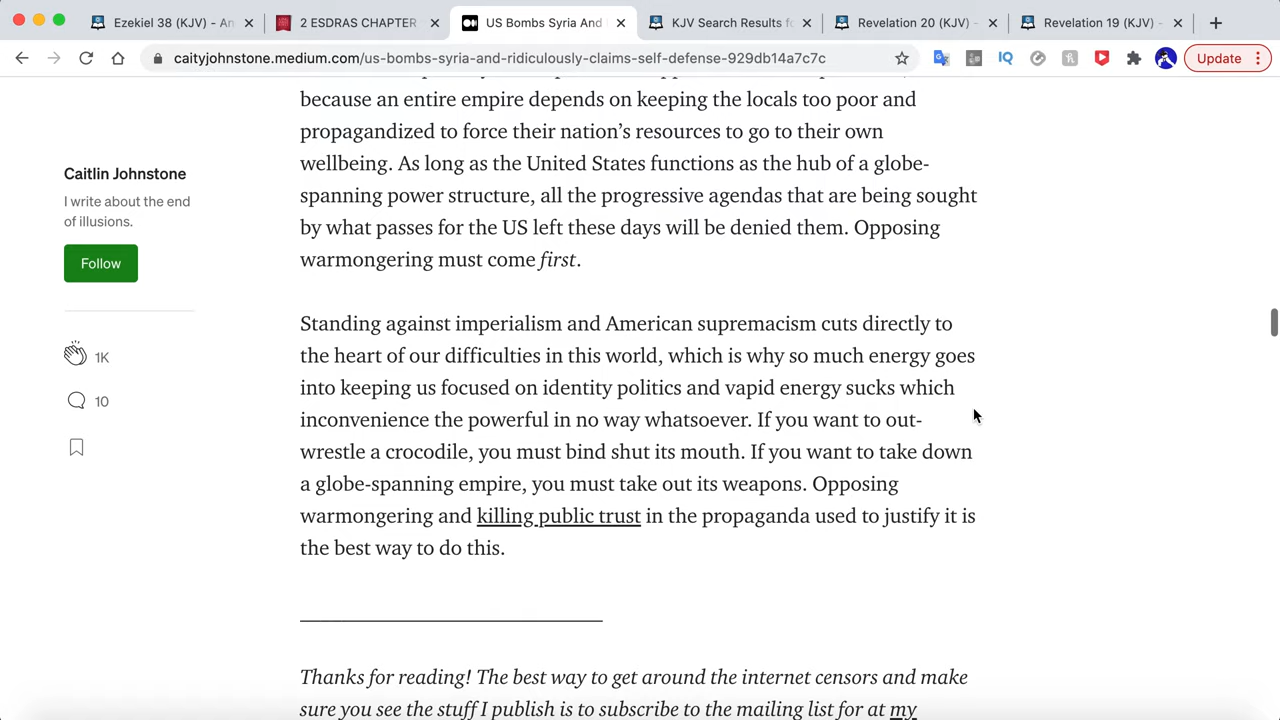 Ezekiel 38 (KJV) - An
2 ESDRAS CHAPTER
US Bombs Syria And
KJV Search Results fo
Revelation 20 (KJV) -
Revelation 19 (KJV) -
caityjohnstone.medium.com/us-bombs-syria-and-ridiculously-claims-self-defense-929db14a7c7c
IQ
Update
because an entire empire depends on keeping the locals too poor and
propagandized to force their nation’s resources to go to their own
wellbeing. As long as the United States functions as the hub of a globe-
spanning power structure, all the progressive agendas that are being sought
by what passes for the US left these days will be denied them. Opposing
warmongering must come first.
Caitlin Johnstone
I write about the end
of illusions.
Follow
1K
10
Standing against imperialism and American supremacism cuts directly to
the heart of our difficulties in this world, which is why so much energy goes
into keeping us focused on identity politics and vapid energy sucks which
inconvenience the powerful in no way whatsoever. If you want to out-
wrestle a crocodile, you must bind shut its mouth. If you want to take down
a globe-spanning empire, you must take out its weapons. Opposing
warmongering and killing public trust in the propaganda used to justify it is
the best way to do this.
Thanks for reading! The best way to get around the internet censors and make
sure you see the stuff I publish is to subscribe to the mailing list for at my